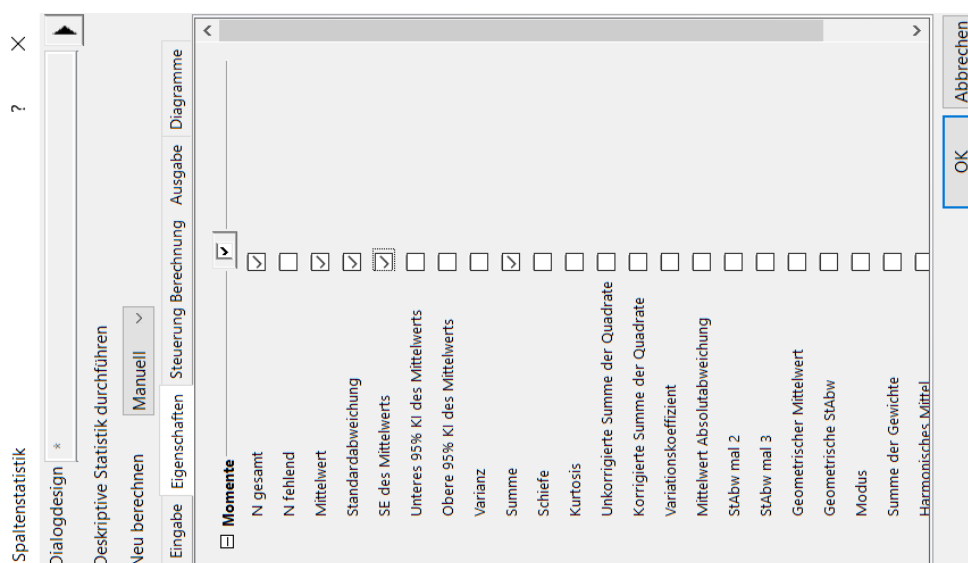 Spaltenstatistik ? ×
Dialogdesign *
Deskriptive Statistik durchführen
Neu berechnen Manuell
Eingabe Eigenschaften Steuerung Berechnung Ausgabe Diagramme
Momente
N gesamt
N fehlend
Mittelwert
Standardabweichung
SE des Mittelwerts
Unteres 95% KI des Mittelwerts
Obere 95% KI des Mittelwerts
Varianz
Summe
Schiefe
Kurtosis
Unkorrigierte Summe der Quadrate
Korrigierte Summe der Quadrate
Variationskoeffizient
Mittelwert Absolutabweichung
StAbw mal 2
StAbw mal 3
Geometrischer Mittelwert
Geometrische StAbw
Modus
Summe der Gewichte
Harmonisches Mittel
OK Abbrechen